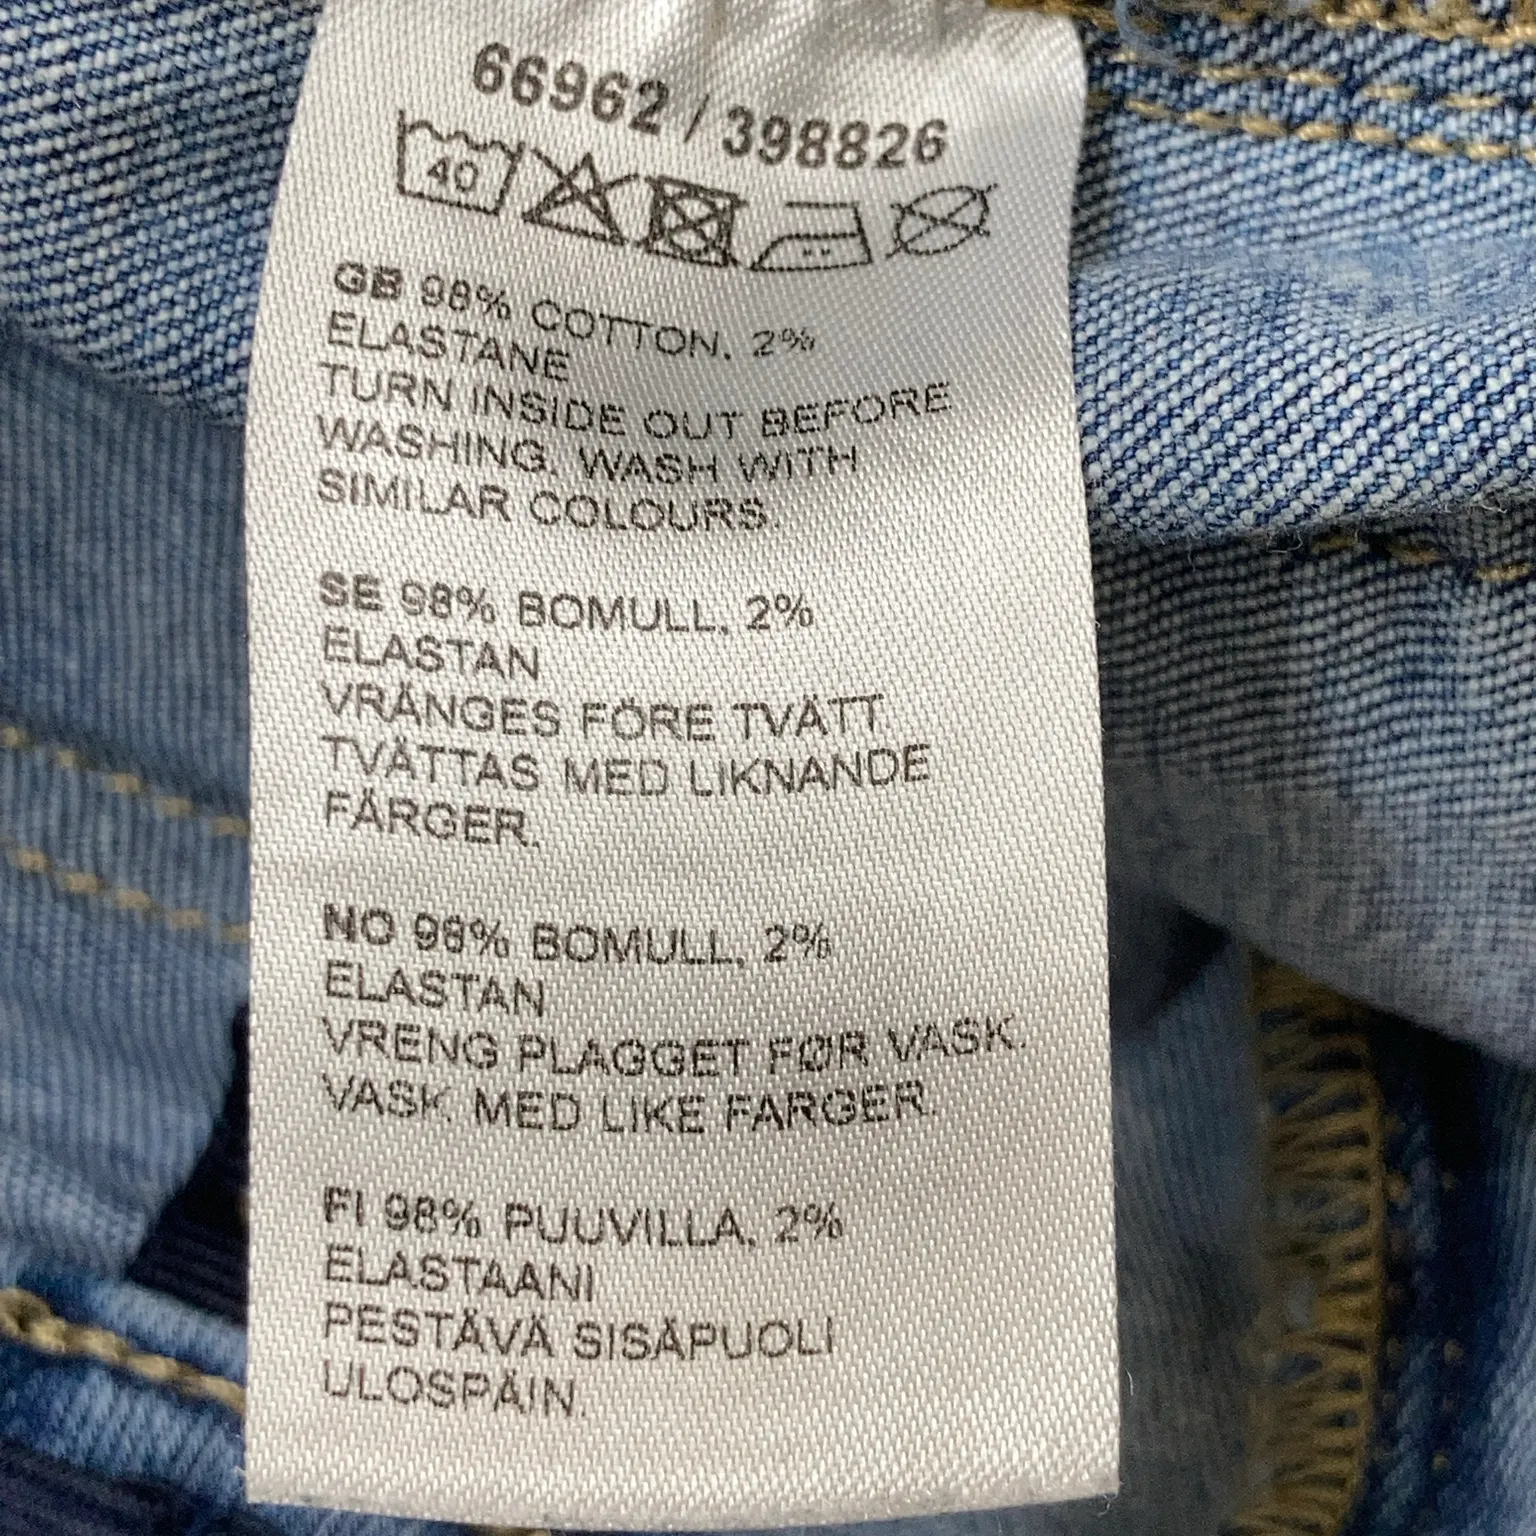 66962 / 398826
40
GB 98% COTTON, 2%
ELASTANE
TURN INSIDE OUT BEFORE
WASHING. WASH WITH
SIMILAR COLOURS.
SE 98% BOMULL, 2%
ELASTAN
VRÄNGES FÖRE TVÄTT.
TVÄTTAS MED LIKNANDE
FÄRGER.
NO 98% BOMULL, 2%
ELASTAN
VRENG PLAGGET FØR VASK.
VASK. MED LIKE FARGER.
FI 98% PUUVILLA, 2%
ELASTAANI
PESTÄVÄ SISÄPUOLI
ULOSPÄIN.